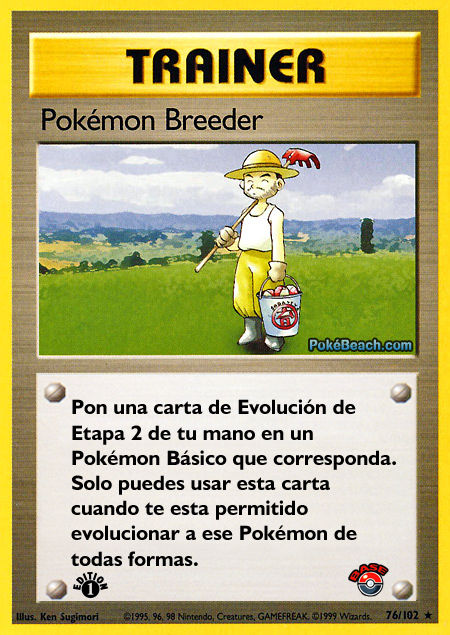 TRAINER
Pokémon Breeder
PokéBeach.com
Pon una carta de Evolución de
Etapa 2 de tu mano en un
Pokémon Básico que corresponda.
Solo puedes usar esta carta
cuando te esta permitido
evolucionar a ese Pokémon de
todas formas.
EDITION
1
BASE
Illus. Ken Sugimori
©1995, 96, 98 Nintendo, Creatures, GAMEFREAK. ©1999 Wizards.
76/102 ★